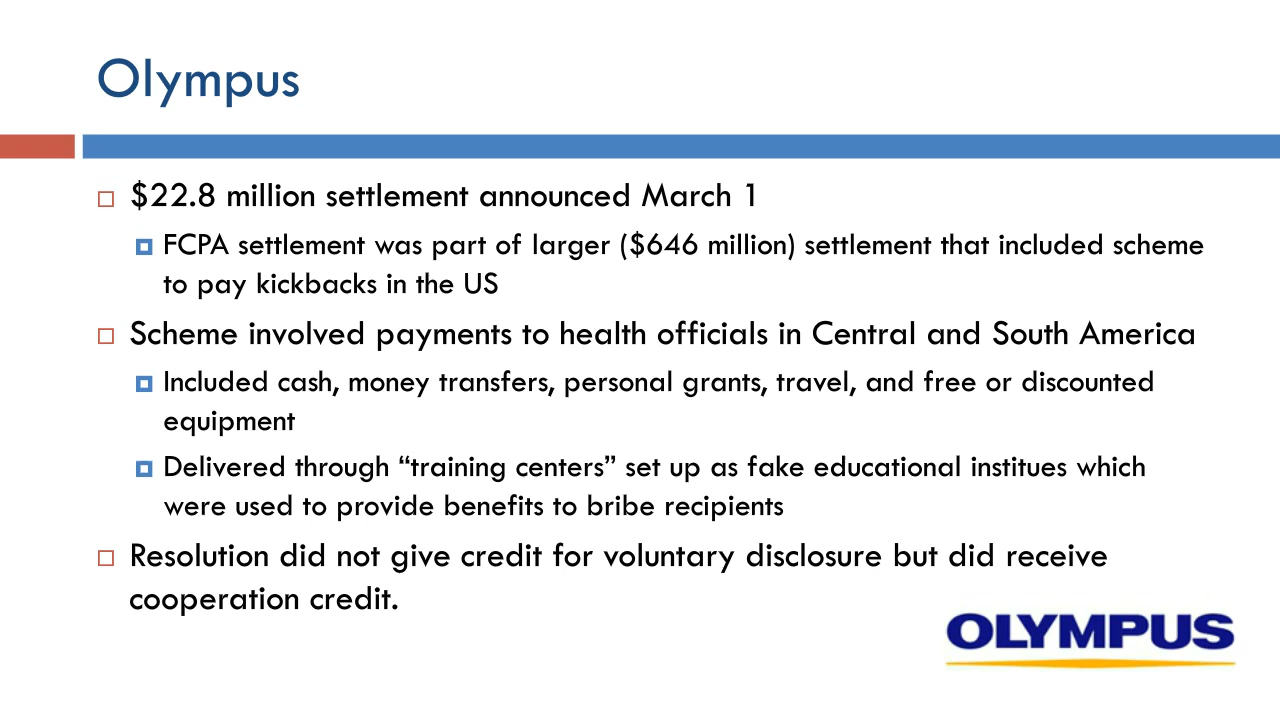 Olympus
$22.8 million settlement announced March 1
FCPA settlement was part of larger ($646 million) settlement that included scheme
to pay kickbacks in the US
Scheme involved payments to health officials in Central and South America
Included cash, money transfers, personal grants, travel, and free or discounted
equipment
Delivered through “training centers” set up as fake educational institues which
were used to provide benefits to bribe recipients
Resolution did not give credit for voluntary disclosure but did receive
cooperation credit.
OLYMPUS